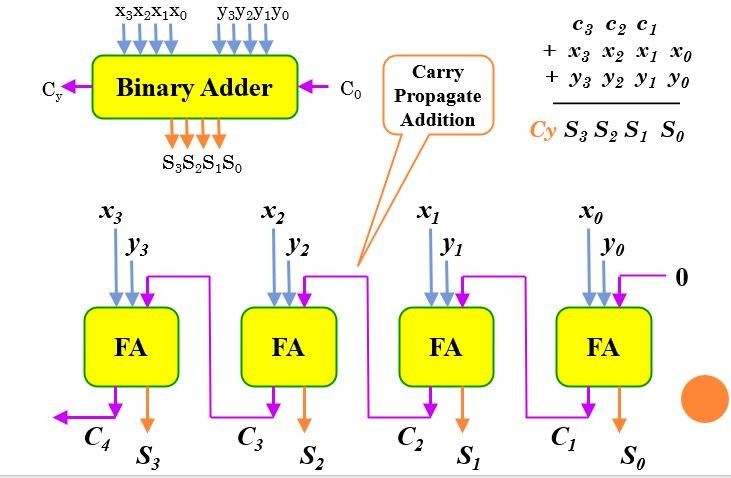 x₃x₂x₁x₀ y₃y₂y₁y₀
Cy Binary Adder C₀
S₃S₂S₁S₀
Carry
Propagate
Addition
c₃ c₂ c₁
+ x₃ x₂ x₁ x₀
+ y₃ y₂ y₁ y₀
Cy S₃ S₂ S₁ S₀
x₃ x₂ x₁ x₀
y₃ y₂ y₁ y₀
0
FA FA FA FA
C₄ C₃ C₂ C₁
S₃ S₂ S₁ S₀